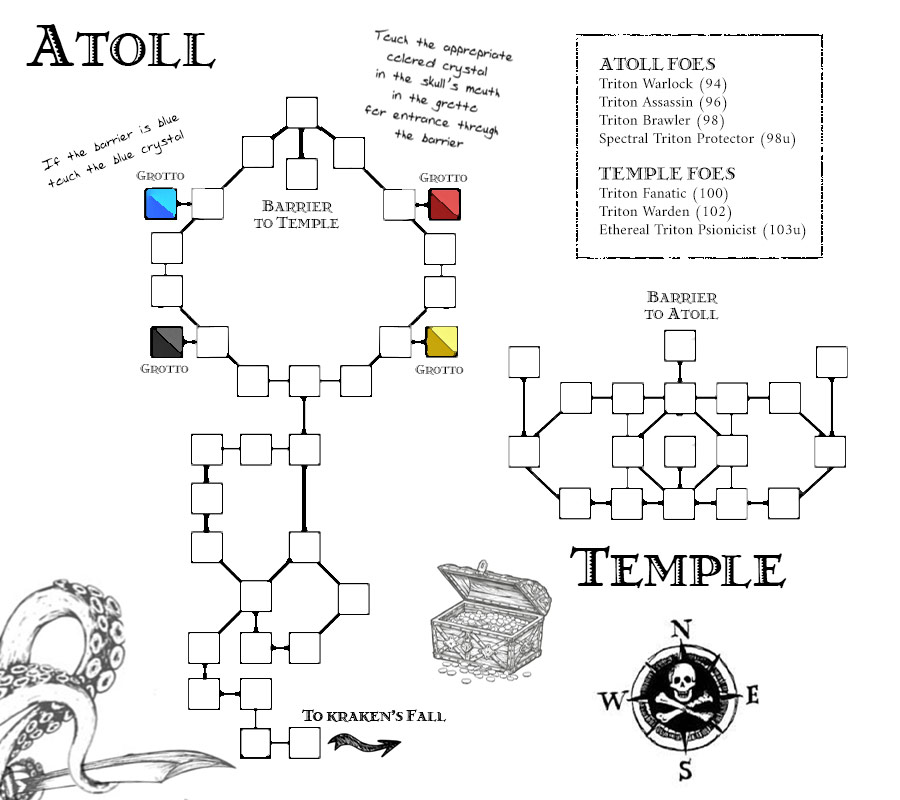 ATOLL
Touch the appropriate
colored crystal
in the skull's mouth
in the grotto
for entrance through
the barrier
If the barrier is blue
touch the blue crystal
GROTTO
GROTTO
BARRIER
TO TEMPLE
GROTTO
GROTTO
ATOLL FOES
Triton Warlock (94)
Triton Assassin (96)
Triton Brawler (98)
Spectral Triton Protector (98u)
TEMPLE FOES
Triton Fanatic (100)
Triton Warden (102)
Ethereal Triton Psionicist (103u)
BARRIER
TO ATOLL
TEMPLE
TO KRAKEN'S FALL
N
W E
S